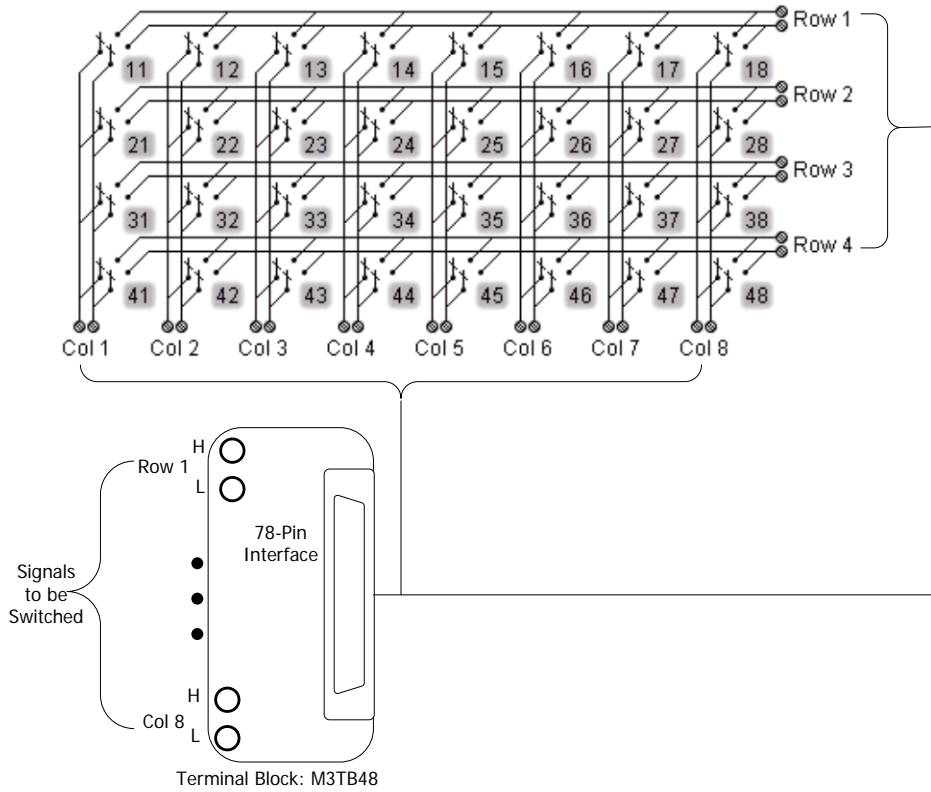 Row 1
11 12 13 14 15 16 17 18
Row 2
21 22 23 24 25 26 27 28
Row 3
31 32 33 34 35 36 37 38
Row 4
41 42 43 44 45 46 47 48
Col 1 Col 2 Col 3 Col 4 Col 5 Col 6 Col 7 Col 8
H
Row 1
L
78-Pin
Interface
Signals
to be
Switched
H
Col 8
L
Terminal Block: M3TB48